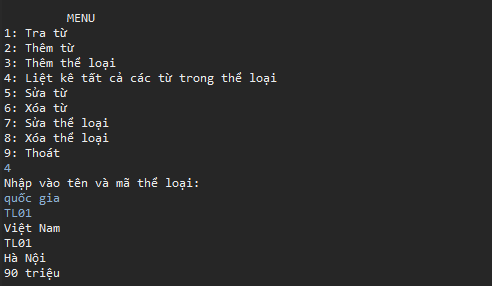 MENU
1: Tra từ
2: Thêm từ
3: Thêm thể loại
4: Liệt kê tất cả các từ trong thể loại
5: Sửa từ
6: Xóa từ
7: Sửa thể loại
8: Xóa thể loại
9: Thoát
4
Nhập vào tên và mã thể loại:
quốc gia
TL01
Việt Nam
TL01
Hà Nội
90 triệu